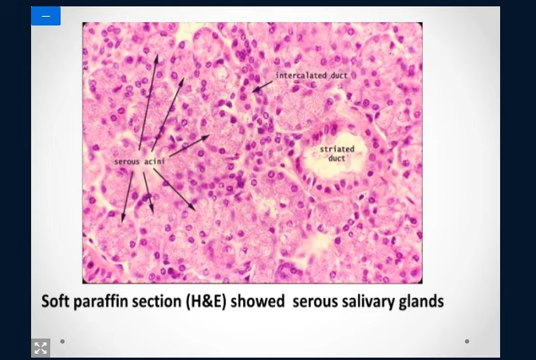 intercalated duct
striated
duct
serous acini
Soft paraffin section (H&E) showed serous salivary glands